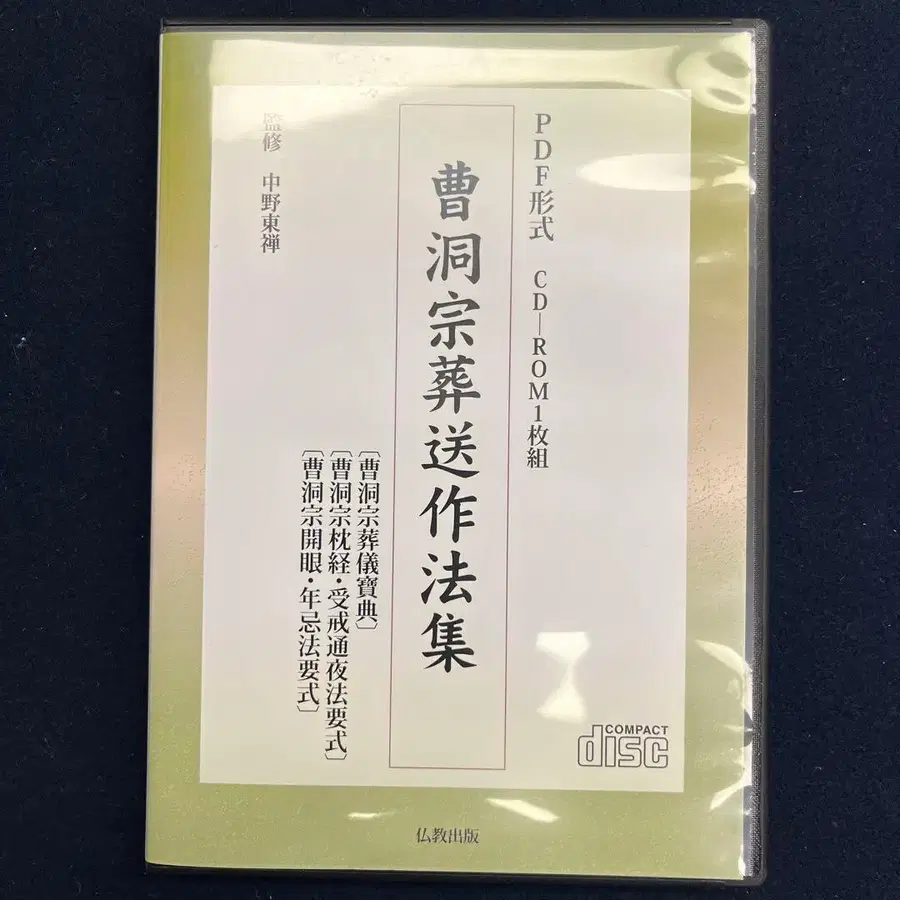 PDF形式 CD-ROM1枚組
曹洞宗葬送作法集
〔曹洞宗葬儀寶典〕
〔曹洞宗枕経・受戒通夜法要式〕
〔曹洞宗開眼・年忌法要式〕
監修 中野東禅
COMPACT
disc
仏教出版